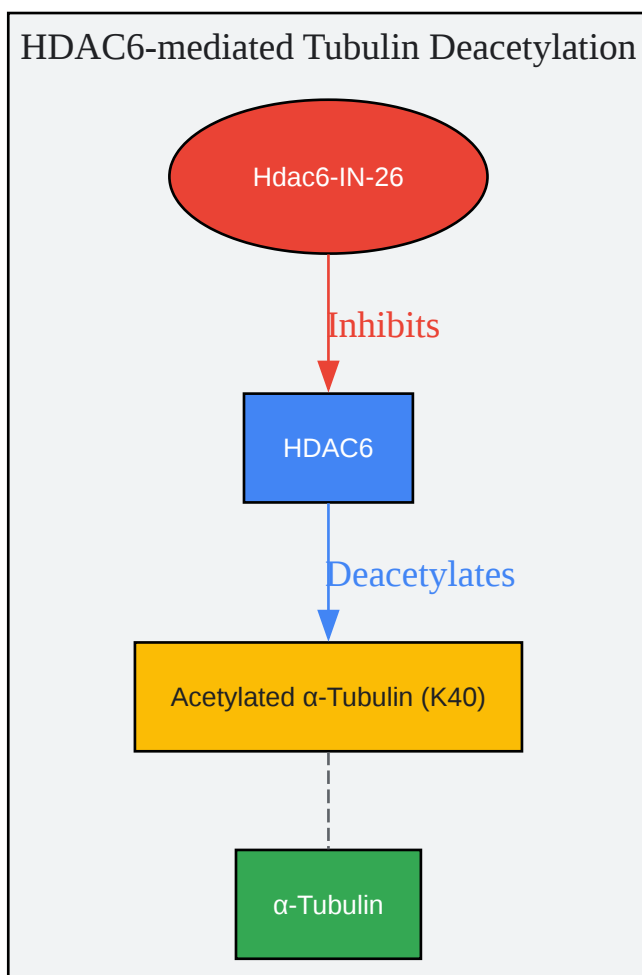 HDAC6-mediated Tubulin Deacetylation
Hdac6-IN-26
Inhibits
HDAC6
Deacetylates
Acetylated α-Tubulin (K40)
α-Tubulin